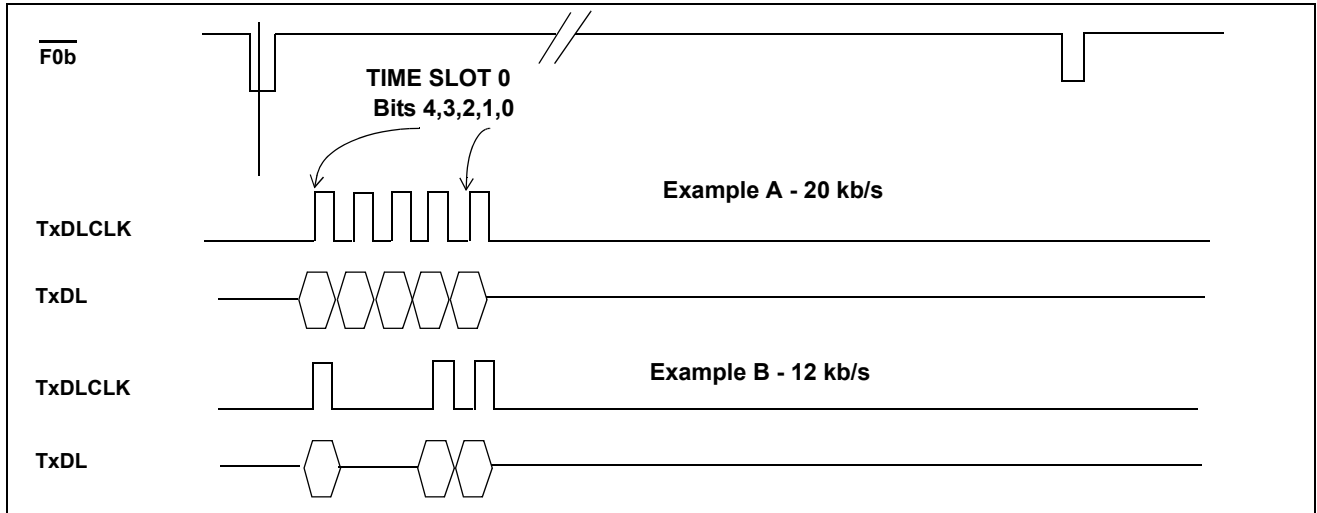 F0b
TIME SLOT 0
Bits 4,3,2,1,0
Example A - 20 kb/s
TxDLCLK
TxDL
Example B - 12 kb/s
TxDLCLK
TxDL